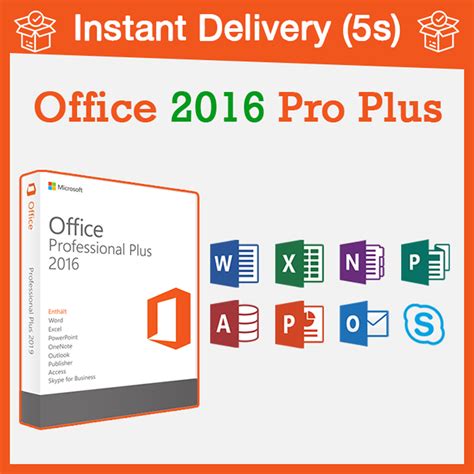 Instant Delivery (5s)
Office 2016 Pro Plus
Microsoft
Office
Professional Plus
2016
Enthält
Word
Excel
PowerPoint
OneNote
Outlook
Publisher
Access
Skype for Business
Office
Professional Plus 2019
W
X
N
P
A
P
O
S